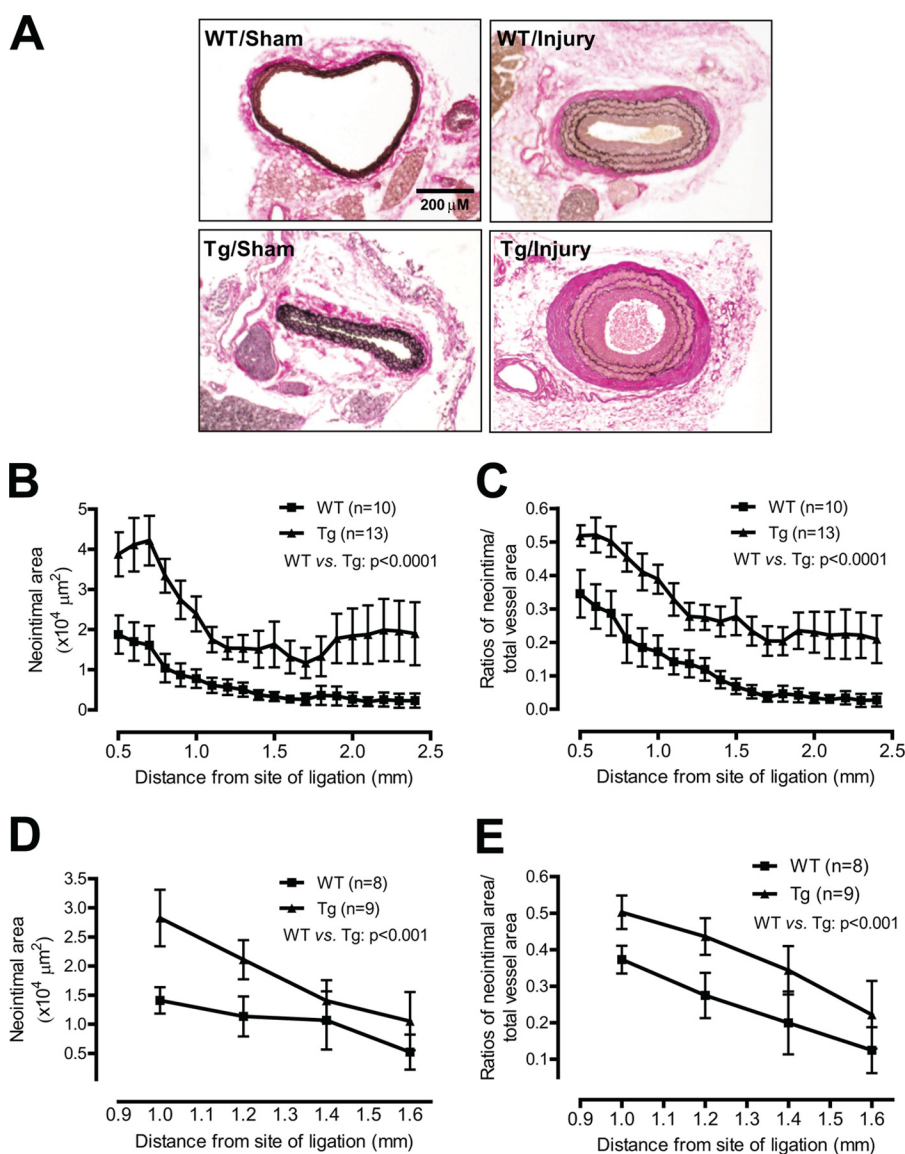 A
WT/Sham
WT/Injury
200 μM
Tg/Sham
Tg/Injury
B
Neointimal area
(x10⁴ μm²)
5
4
3
2
1
0
WT (n=10)
Tg (n=13)
WT vs. Tg: p<0.0001
0.5
1.0
1.5
2.0
2.5
Distance from site of ligation (mm)
C
Ratios of neointima/
total vessel area
0.6
0.5
0.4
0.3
0.2
0.1
0.0
WT (n=10)
Tg (n=13)
WT vs. Tg: p<0.0001
0.5
1.0
1.5
2.0
2.5
Distance from site of ligation (mm)
D
Neointimal area
(x10⁴ μm²)
3.5
3.0
2.5
2.0
1.5
1.0
0.5
WT (n=8)
Tg (n=9)
WT vs. Tg: p<0.001
0.9
1.0
1.1
1.2
1.3
1.4
1.5
1.6
Distance from site of ligation (mm)
E
Ratios of neointimal area/
total vessel area
0.6
0.5
0.4
0.3
0.2
0.1
WT (n=8)
Tg (n=9)
WT vs. Tg: p<0.001
0.9
1.0
1.1
1.2
1.3
1.4
1.5
1.6
Distance from site of ligation (mm)